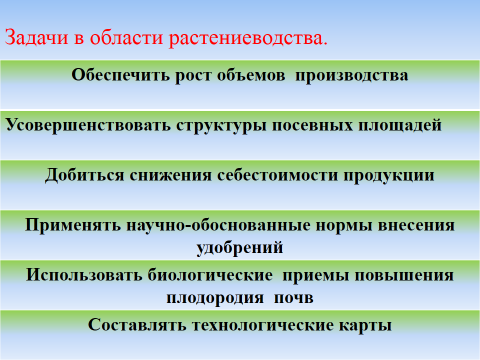 Задачи в области растениеводства.
Обеспечить рост объемов производства
Усовершенствовать структуры посевных площадей
Добиться снижения себестоимости продукции
Применять научно-обоснованные нормы внесения
удобрений
Использовать биологические приемы повышения
плодородия почв
Составлять технологические карты